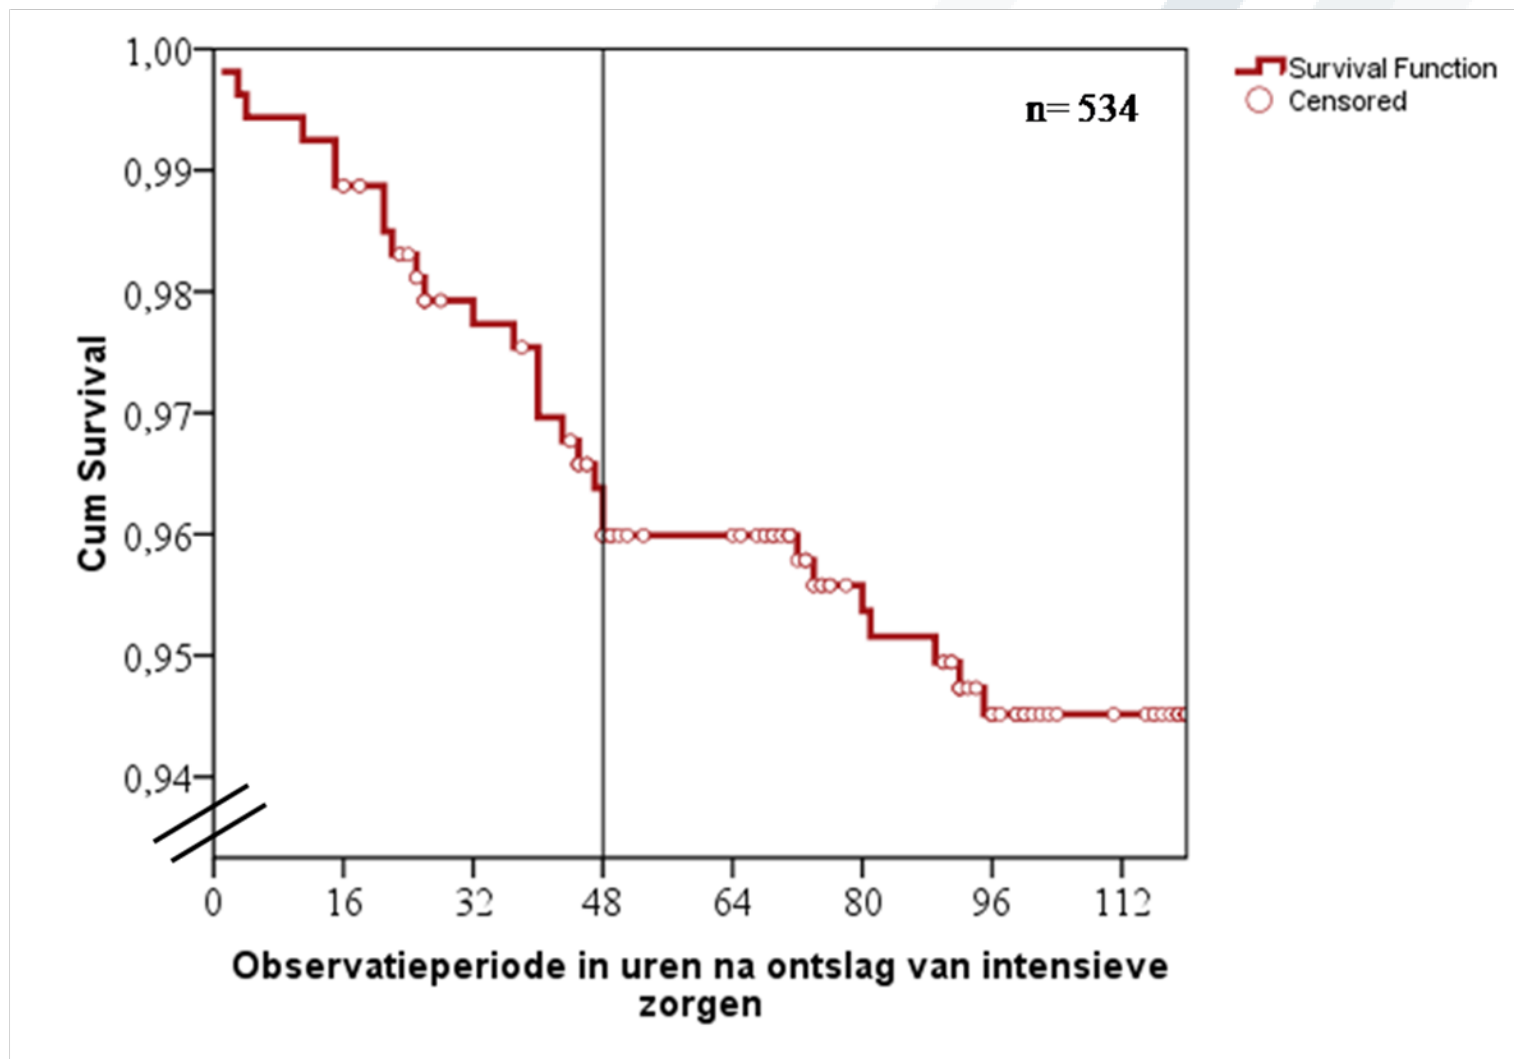 1,00
0,99
0,98
0,97
0,96
0,95
0,94
Cum Survival
n= 534
Survival Function
Censored
0 16 32 48 64 80 96 112
Observatieperiode in uren na ontslag van intensieve
zorgen